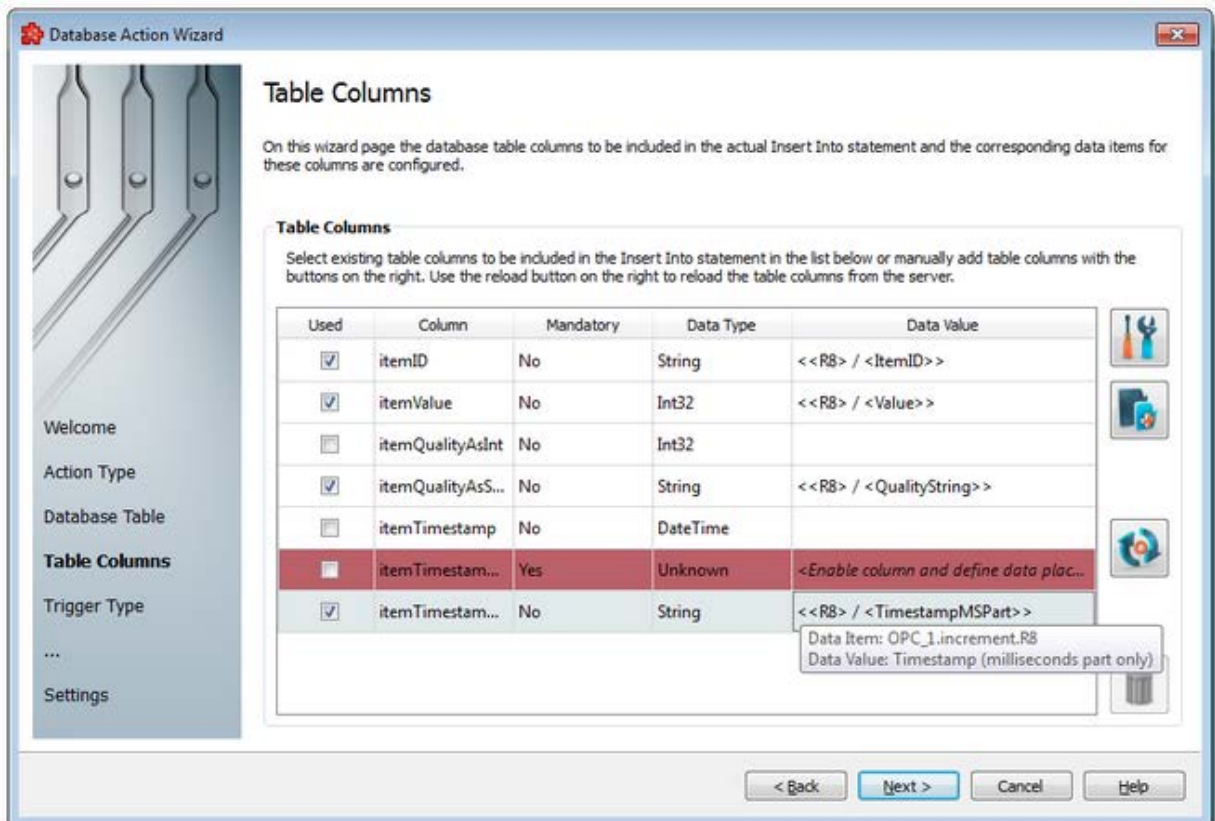 Database Action Wizard
Table Columns
On this wizard page the database table columns to be included in the actual Insert Into statement and the corresponding data items for
these columns are configured.
Table Columns
Select existing table columns to be included in the Insert Into statement in the list below or manually add table columns with the
buttons on the right. Use the reload button on the right to reload the table columns from the server.
Used Column Mandatory Data Type Data Value
itemID No String <<R8> / <ItemID>>
itemValue No Int32 <<R8> / <Value>>
itemQualityAsInt No Int32
itemQualityAsS... No String <<R8> / <QualityString>>
itemTimestamp No DateTime
itemTimestam... Yes Unknown <Enable column and define data plac...
itemTimestam... No String <<R8> / <TimestampMSPart>>
Data Item: OPC_1.increment.R8
Data Value: Timestamp (milliseconds part only)
Welcome
Action Type
Database Table
Table Columns
Trigger Type
...
Settings
< Back Next > Cancel Help